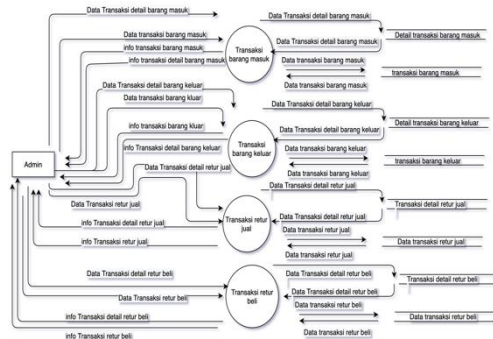 Data Transaksi detail barang masuk
Data transaksi barang masuk
info transaksi barang masuk
info transaksi detail barang masuk
Transaksi
barang masuk
Data Transaksi detail barang masuk
Data Transaksi detail barang masuk
Detail transaksi barang masuk
Data Transaksi barang masuk
transaksi barang masuk
Data Transaksi barang masuk
Data Transaksi detail barang keluar
Data transaksi barang kluar
info transaksi barang kluar
info Transaksi detail barang keluar
Transaksi
barang keluar
Data Transaksi detail barang keluar
Data Transaksi detail barang keluar
Detail transaksi barang keluar
Data Transaksi barang keluar
transaksi barang keluar
Data Transaksi barang keluar
Admin
Data Transaksi detail retur jual
Data Transaksi retur jual
info Transaksi retur jual
info Transaksi retur jual
Transaksi retur
jual
Data Transaksi detail retur jual
Data Transaksi detail retur jual
Transaksi detail retur jual
Data Transaksi retur jual
Data transaksi retur jual
Data Transaksi retur jual
Data Transaksi detail retur beli
Data Transaksi retur beli
info Transaksi detail retur beli
info Transaksi retur beli
Transaksi retur
beli
Data Transaksi detail retur beli
Data Transaksi detail retur beli
Transaksi detail retur beli
Data Transaksi retur beli
Data transaksi retur beli
Data Transaksi retur beli